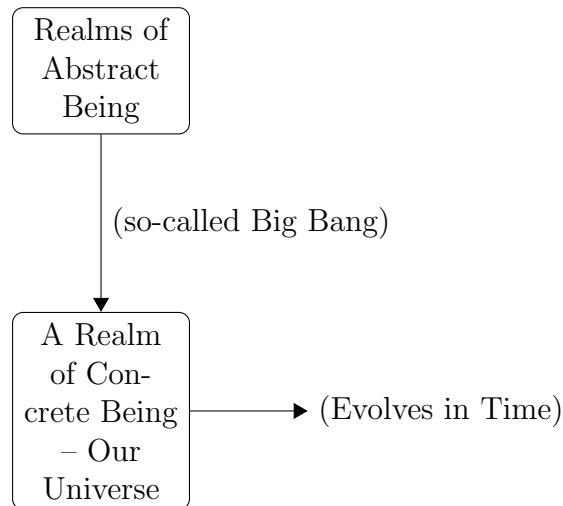 Realms of
Abstract
Being
(so-called Big Bang)
A Realm
of Con-
crete Being
– Our
Universe
(Evolves in Time)